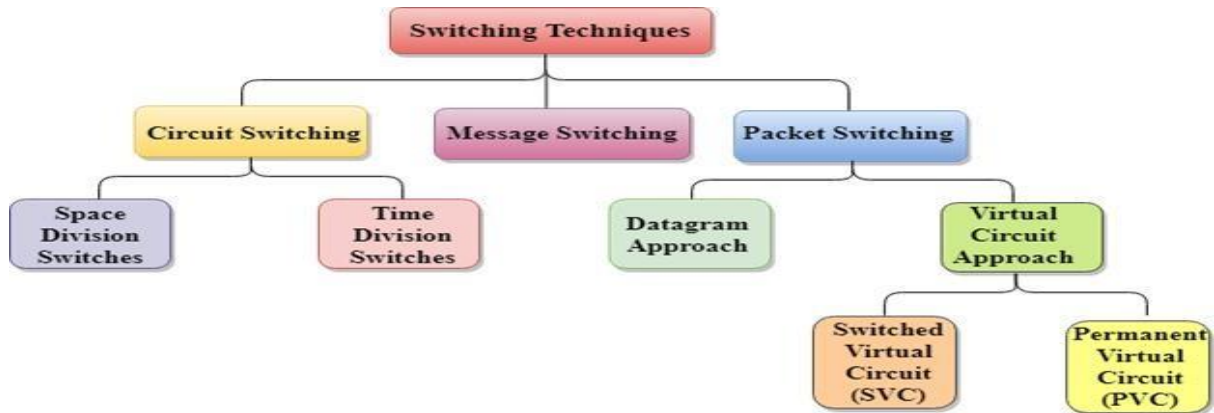 Switching Techniques
Circuit Switching
Message Switching
Packet Switching
Space
Division
Switches
Time
Division
Switches
Datagram
Approach
Virtual
Circuit
Approach
Switched
Virtual
Circuit
(SVC)
Permanent
Virtual
Circuit
(PVC)